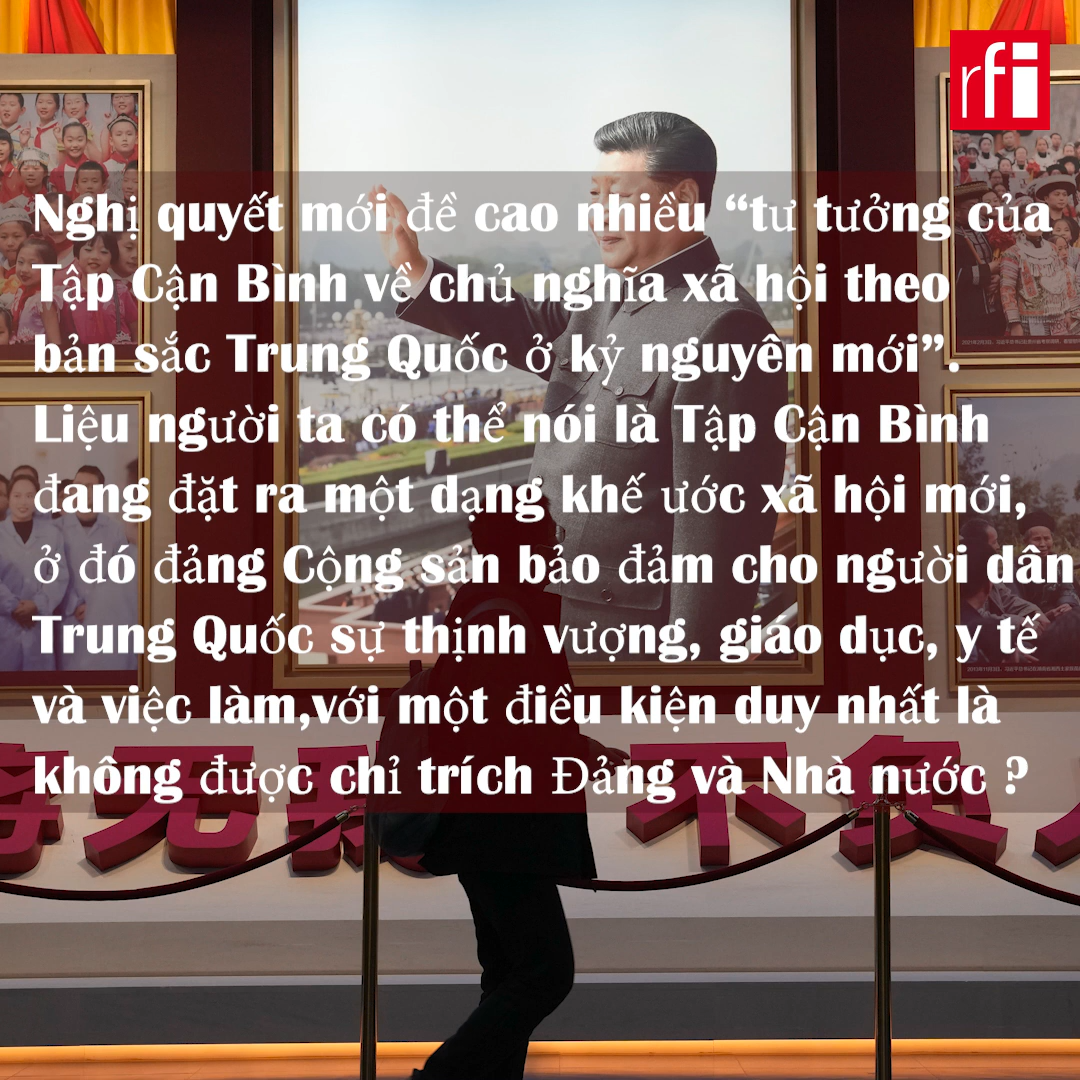 rfi
Nghị quyết mới đề cao nhiều “tư tưởng của
Tập Cận Bình về chủ nghĩa xã hội theo
bản sắc Trung Quốc ở kỷ nguyên mới”.
Liệu người ta có thể nói là Tập Cận Bình
đang đặt ra một dạng khế ước xã hội mới,
ở đó đảng Cộng sản bảo đảm cho người dân
Trung Quốc sự thịnh vượng, giáo dục, y tế
và việc làm,với một điều kiện duy nhất là
không được chỉ trích Đảng và Nhà nước ?
不负人